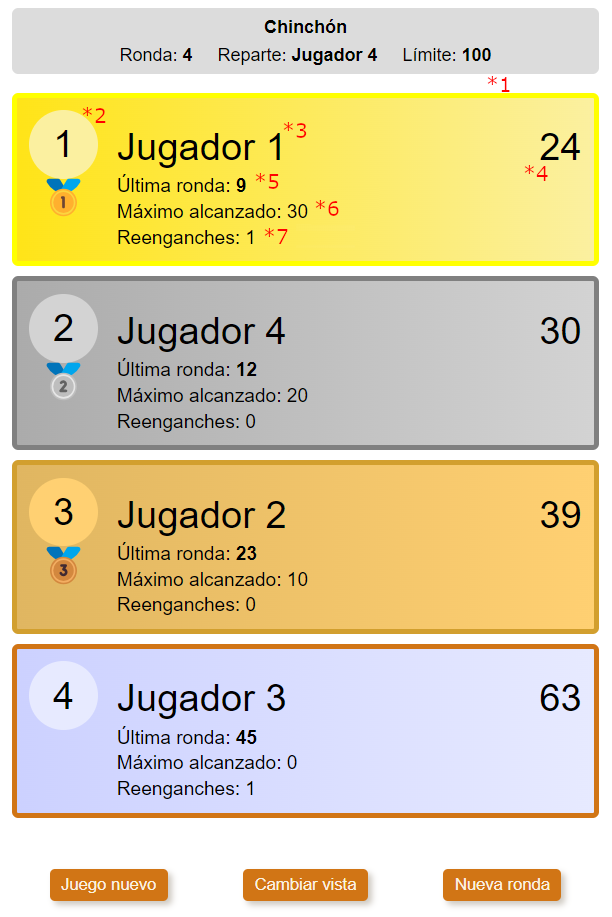 Chinchón
Ronda: 4 Reparte: Jugador 4 Límite: 100
*1
1 *2
Jugador 1 *3
24
*4
1
Última ronda: 9 *5
Máximo alcanzado: 30 *6
Reenganches: 1 *7
2
Jugador 4
30
2
Última ronda: 12
Máximo alcanzado: 20
Reenganches: 0
3
Jugador 2
39
3
Última ronda: 23
Máximo alcanzado: 10
Reenganches: 0
4
Jugador 3
63
Última ronda: 45
Máximo alcanzado: 0
Reenganches: 1
Juego nuevo Cambiar vista Nueva ronda